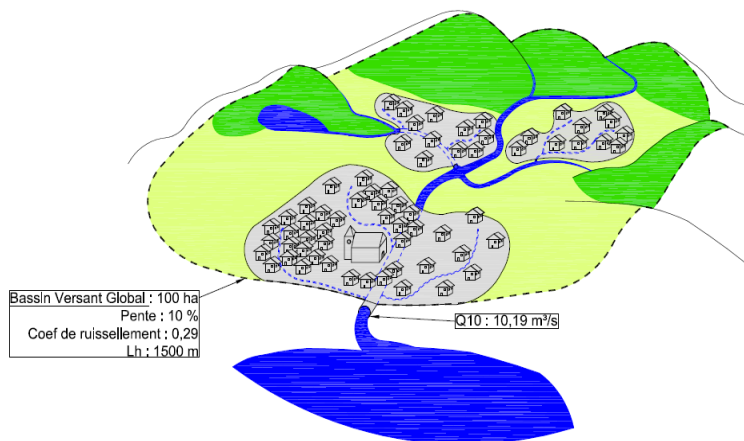 Bassin Versant Global : 100 ha
Pente : 10 %
Coef de ruissellement : 0,29
Lh : 1500 m
Q10 : 10,19 m³/s